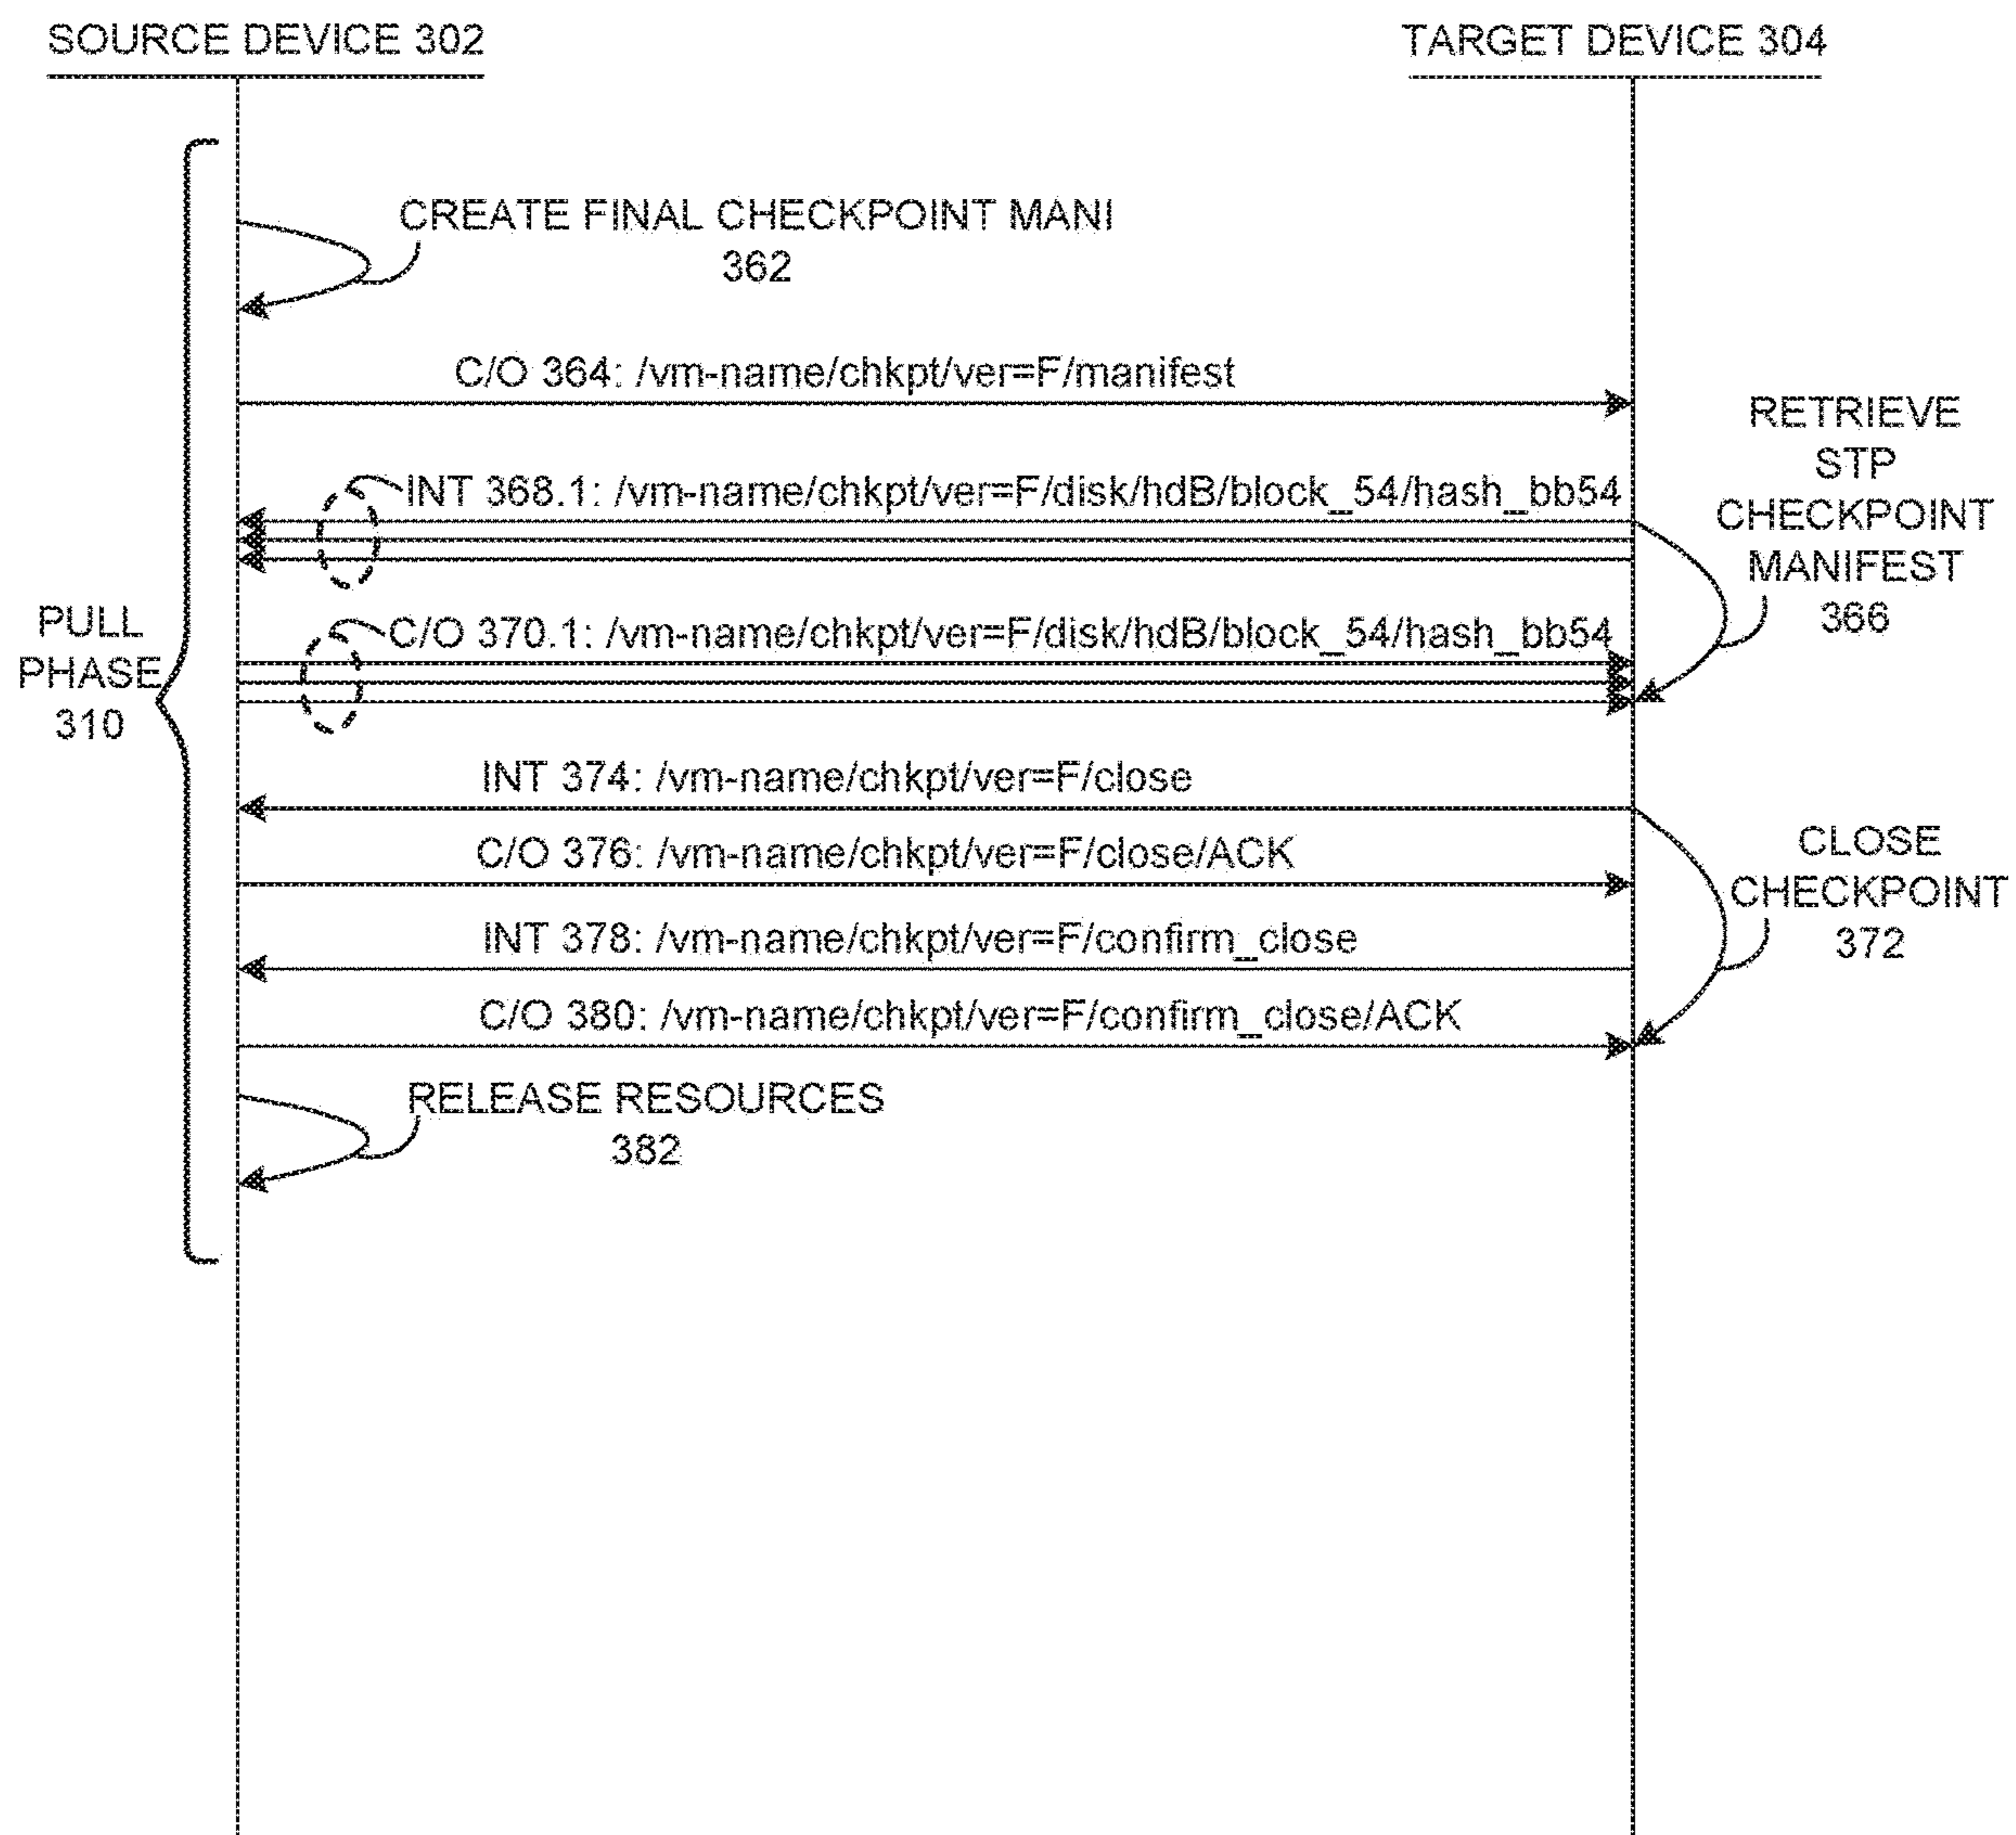 SOURCE DEVICE 302
TARGET DEVICE 304
CREATE FINAL CHECKPOINT MANI
362
C/O 364: /vm-name/chkpt/ver=F/manifest
RETRIEVE
STP
CHECKPOINT
MANIFEST
366
INT 368.1: /vm-name/chkpt/ver=F/disk/hdB/block_54/hash_bb54
PULL
PHASE
310
C/O 370.1: /vm-name/chkpt/ver=F/disk/hdB/block_54/hash_bb54
INT 374: /vm-name/chkpt/ver=F/close
C/O 376: /vm-name/chkpt/ver=F/close/ACK
CLOSE
CHECKPOINT
372
INT 378: /vm-name/chkpt/ver=F/confirm_close
C/O 380: /vm-name/chkpt/ver=F/confirm_close/ACK
RELEASE RESOURCES
382